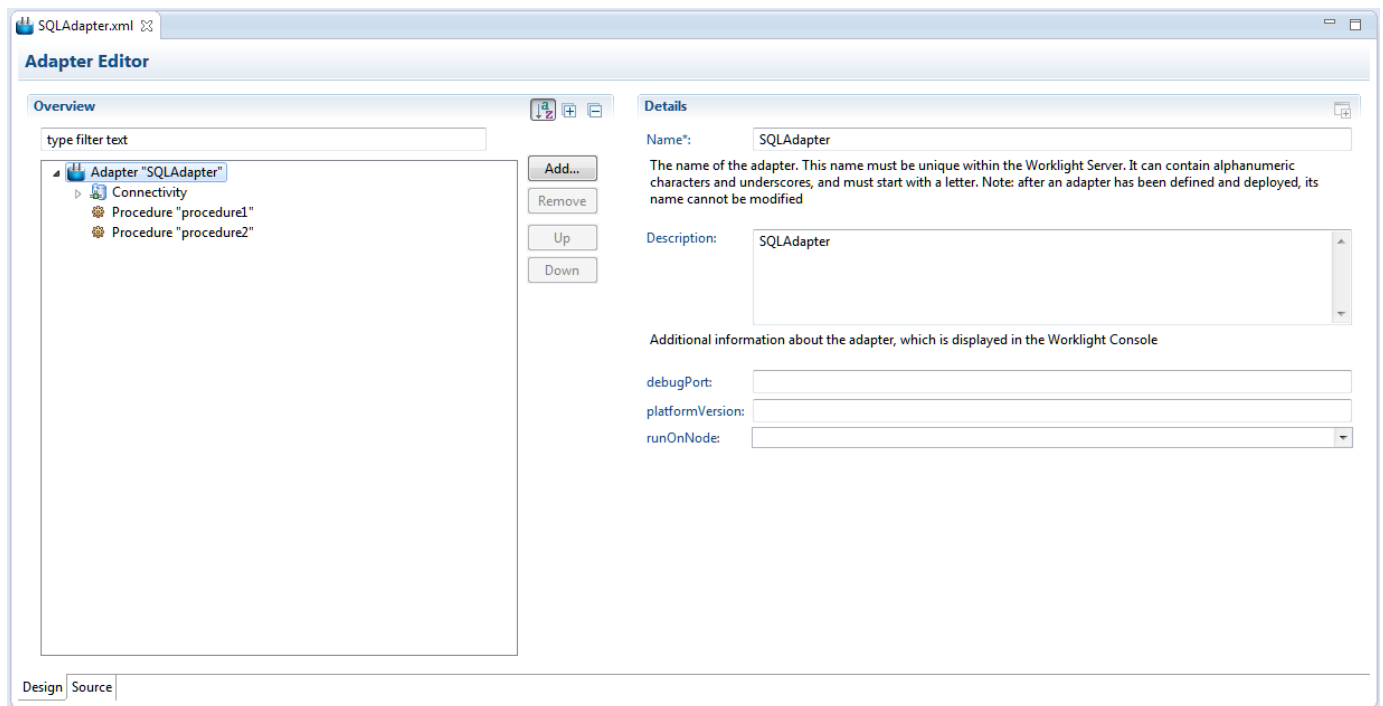 SQLAdapter.xml
Adapter Editor
Overview
type filter text
Adapter "SQLAdapter"
Connectivity
Procedure "procedure1"
Procedure "procedure2"
Add...
Remove
Up
Down
Details
Name*: SQLAdapter
The name of the adapter. This name must be unique within the Worklight Server. It can contain alphanumeric
characters and underscores, and must start with a letter. Note: after an adapter has been defined and deployed, its
name cannot be modified
Description: SQLAdapter
Additional information about the adapter, which is displayed in the Worklight Console
debugPort:
platformVersion:
runOnNode:
Design Source